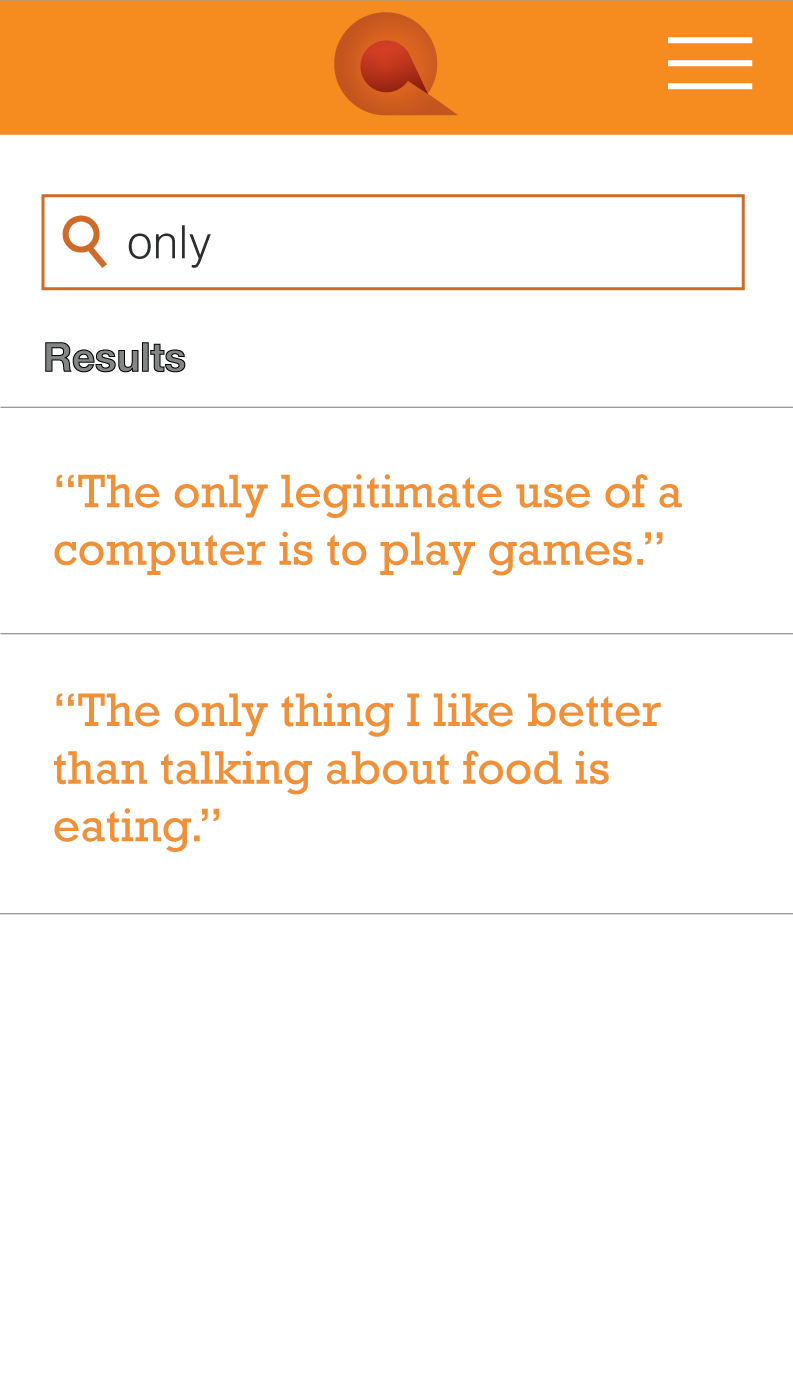 only
Results
“The only legitimate use of a
computer is to play games.”
“The only thing I like better
than talking about food is
eating.”